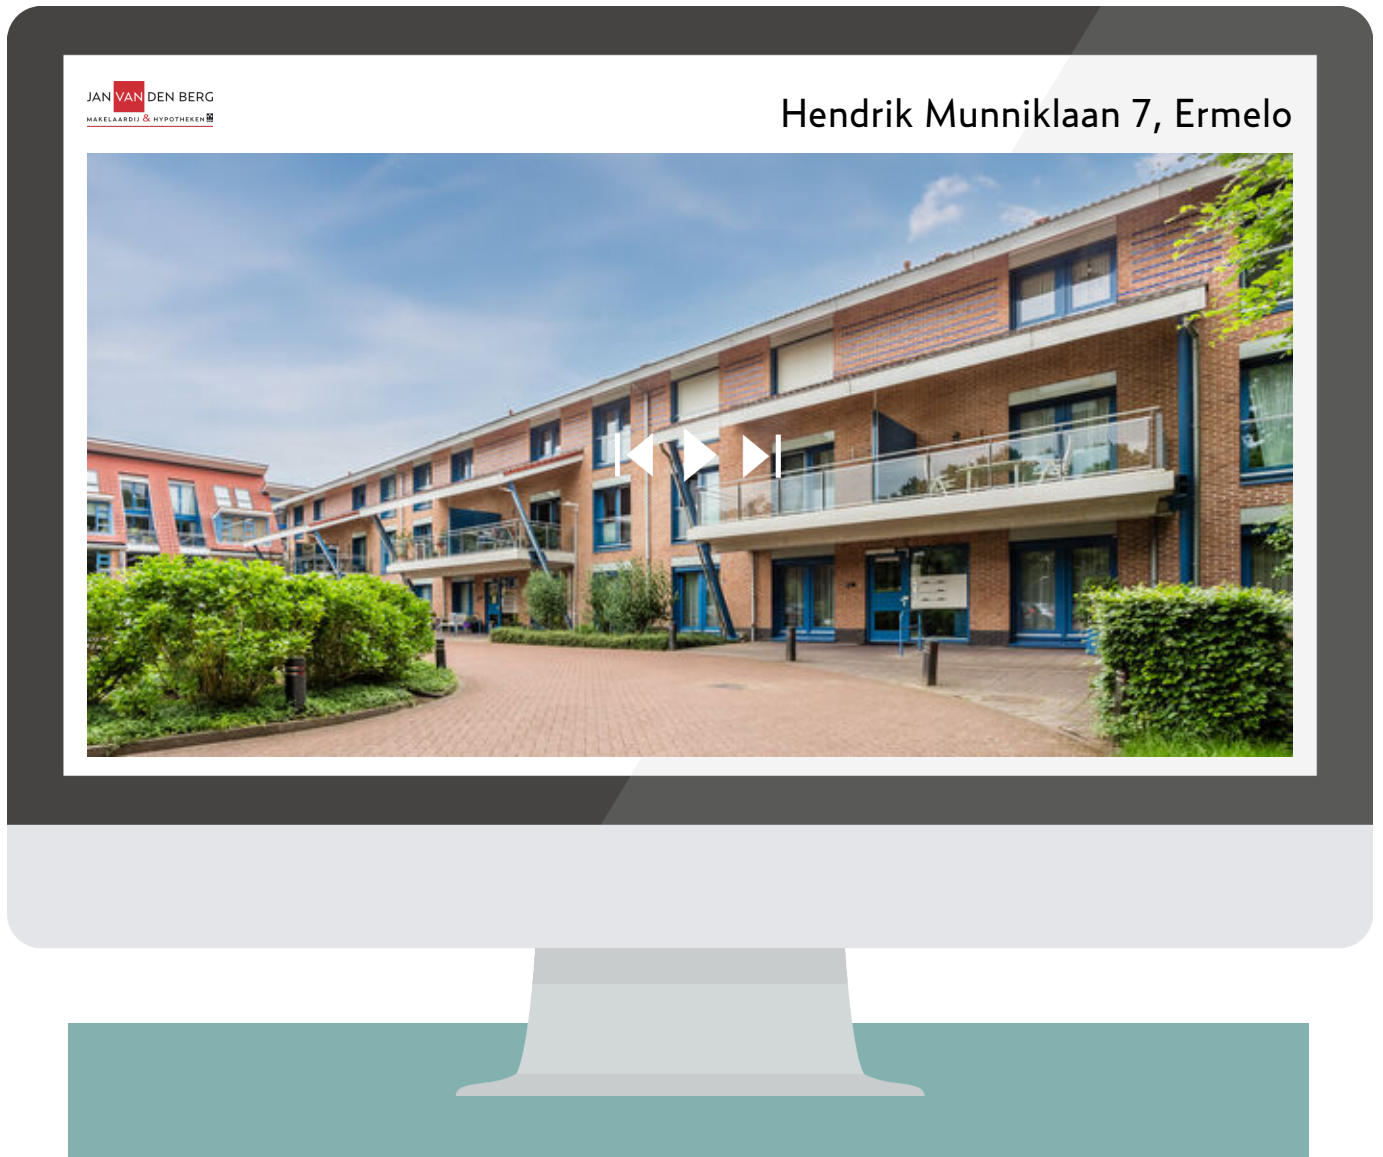 JAN VAN DEN BERG
MAKELAARDIJ & HYPOTHEKEN
Hendrik Munniklaan 7, Ermelo